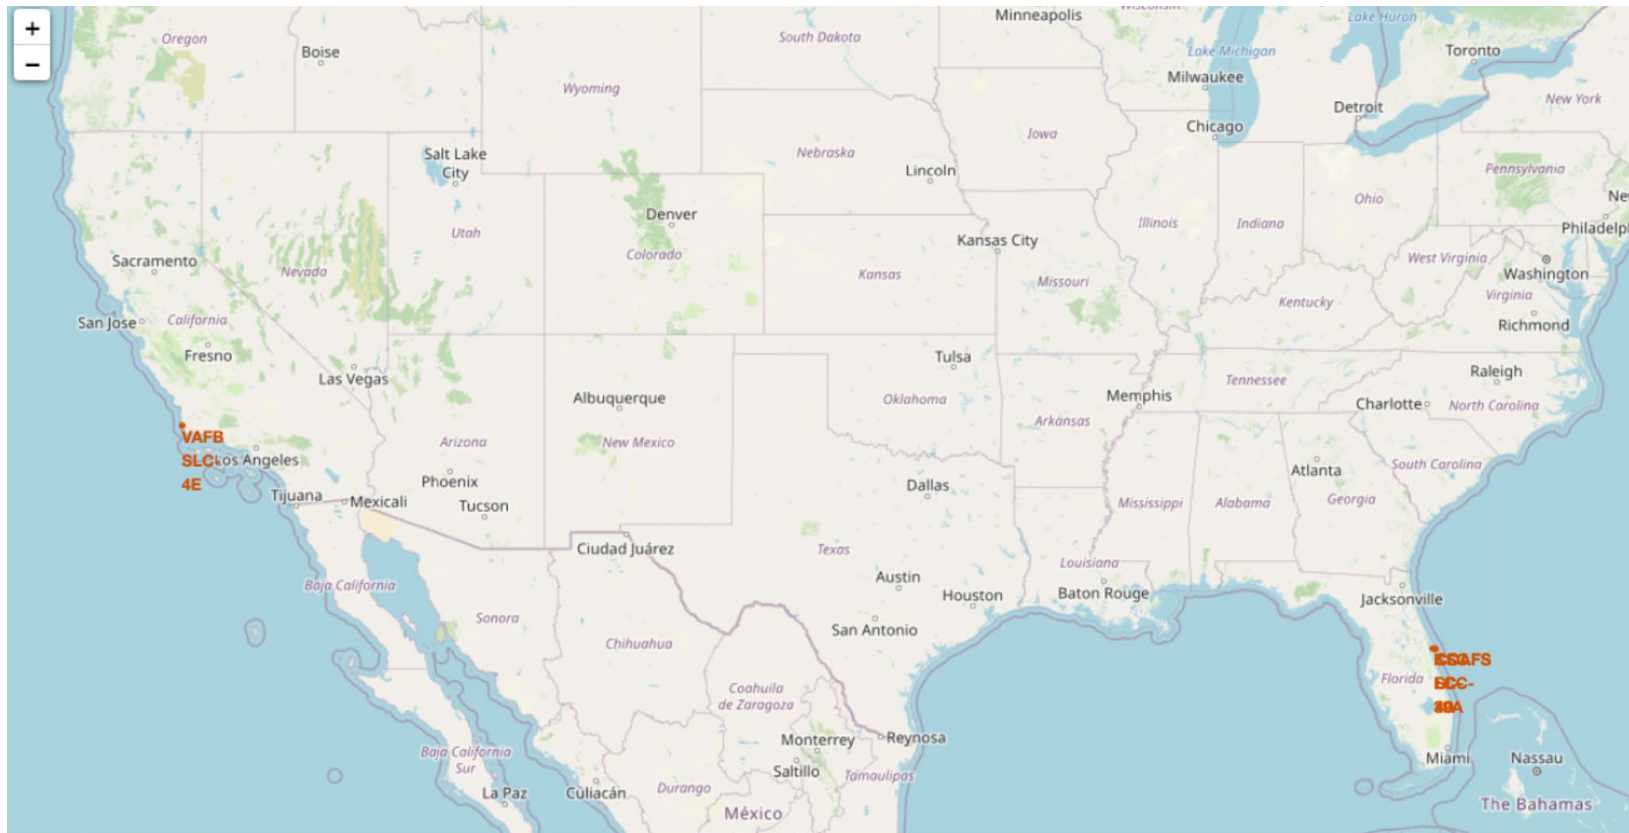 +
−
Oregon
Boise
South Dakota
Minneapolis
Wisconsin
Lake Huron
Lake Michigan
Toronto
Milwaukee
Wyoming
Detroit
New York
Chicago
Iowa
Salt Lake
City
Nebraska
Lincoln
Pennsylvania
Ohio
Denver
Illinois
Indiana
Utah
Kansas City
Colorado
Sacramento
Nevada
Kansas
Missouri
West Virginia
Washington
Virginia
Kentucky
San Jose
California
Richmond
Fresno
Tulsa
Las Vegas
Raleigh
Tennessee
Albuquerque
Oklahoma
Memphis
Charlotte
North Carolina
Arkansas
VAFB
SLC-
4E
Los Angeles
Arizona
New Mexico
Atlanta
South Carolina
Phoenix
Dallas
Tijuana
Mexicali
Tucson
Mississippi
Alabama
Georgia
Ciudad Juárez
Texas
Louisiana
Baja California
Austin
Houston
Baton Rouge
Jacksonville
Sonora
San Antonio
Chihuahua
Florida
Coahuila
de Zaragoza
Monterrey
Reynosa
Baja California
Sur
Saltillo
Tamaulipas
Miami
Nassau
La Paz
Culiacán
Durango
México
The Bahamas